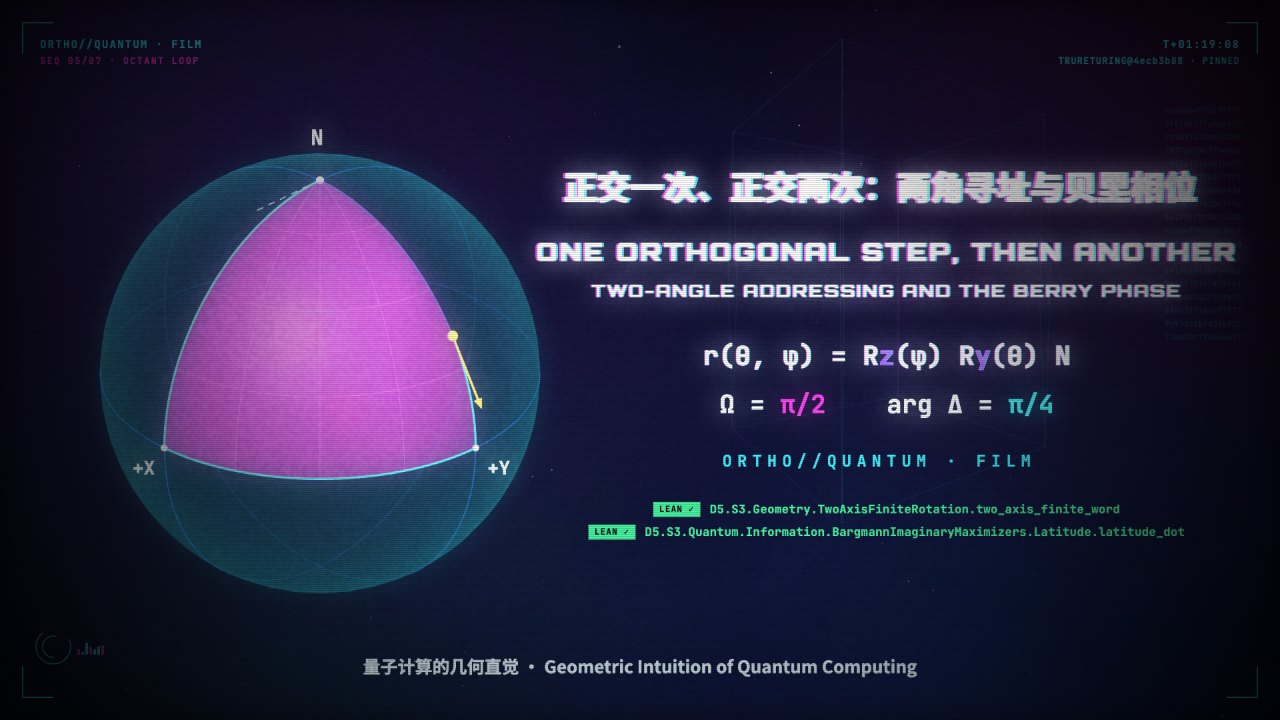 ORTHO//QUANTUM · FILM
SEQ 05/07 · OCTANT LOOP
T+01:19:08
TRURETURING@4ecb3b88 · PINNED
N
+X
+Y
正交一次、正交两次：两角寻址与贝里相位
ONE ORTHOGONAL STEP, THEN ANOTHER
TWO-ANGLE ADDRESSING AND THE BERRY PHASE
r(θ, φ) = Rz(φ) Ry(θ) N
Ω = π/2 arg Δ = π/4
ORTHO//QUANTUM · FILM
LEAN ✓ D5.S3.Geometry.TwoAxisFiniteRotation.two_axis_finite_word
LEAN ✓ D5.S3.Quantum.Information.BargmannImaginaryMaximizers.Latitude.latitude_dot
量子计算的几何直觉 · Geometric Intuition of Quantum Computing